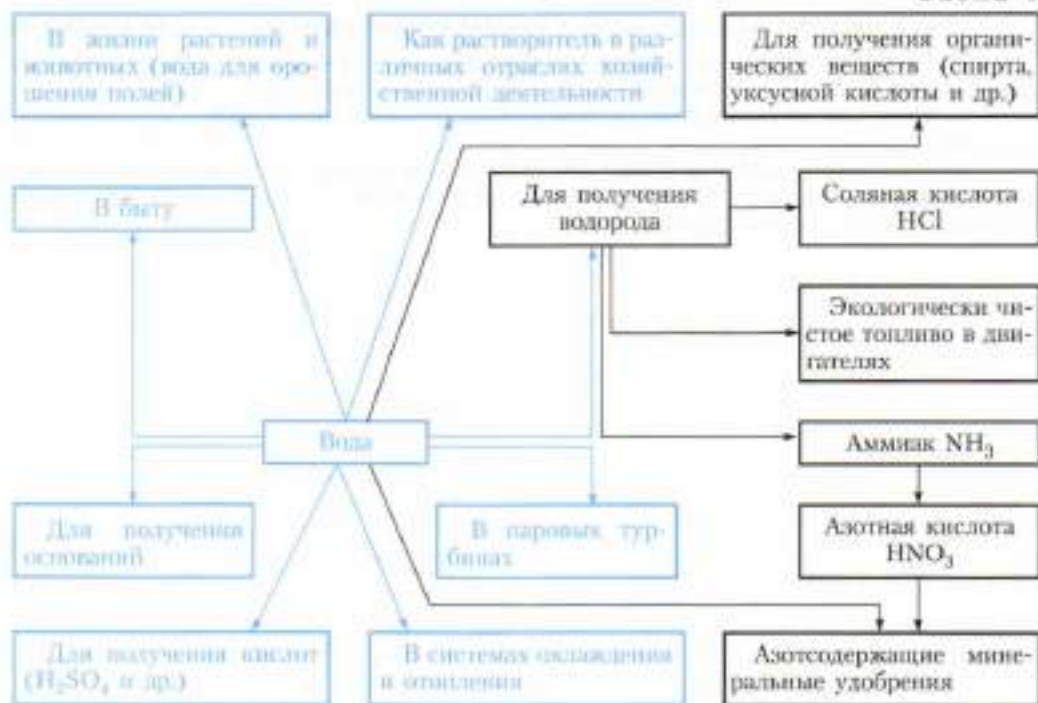 В жизни растений и
животных (вода для оро-
шения полей)
Как растворитель в раз-
личных отраслях хозяй-
ственной деятельности
Для получения органи-
ческих веществ (спирта,
уксусной кислоты и др.)
В быту
Для получения
водорода
Соляная кислота
HCl
Экологически чи-
стое топливо в дви-
гателях
Вода
Аммиак NH₃
Для получения
оснований
В паровых тур-
бинах
Азотная кислота
HNO₃
Для получения кислот
(H₂SO₄ и др.)
В системах охлаждения
и отопления
Азотсодержащие мине-
ральные удобрения